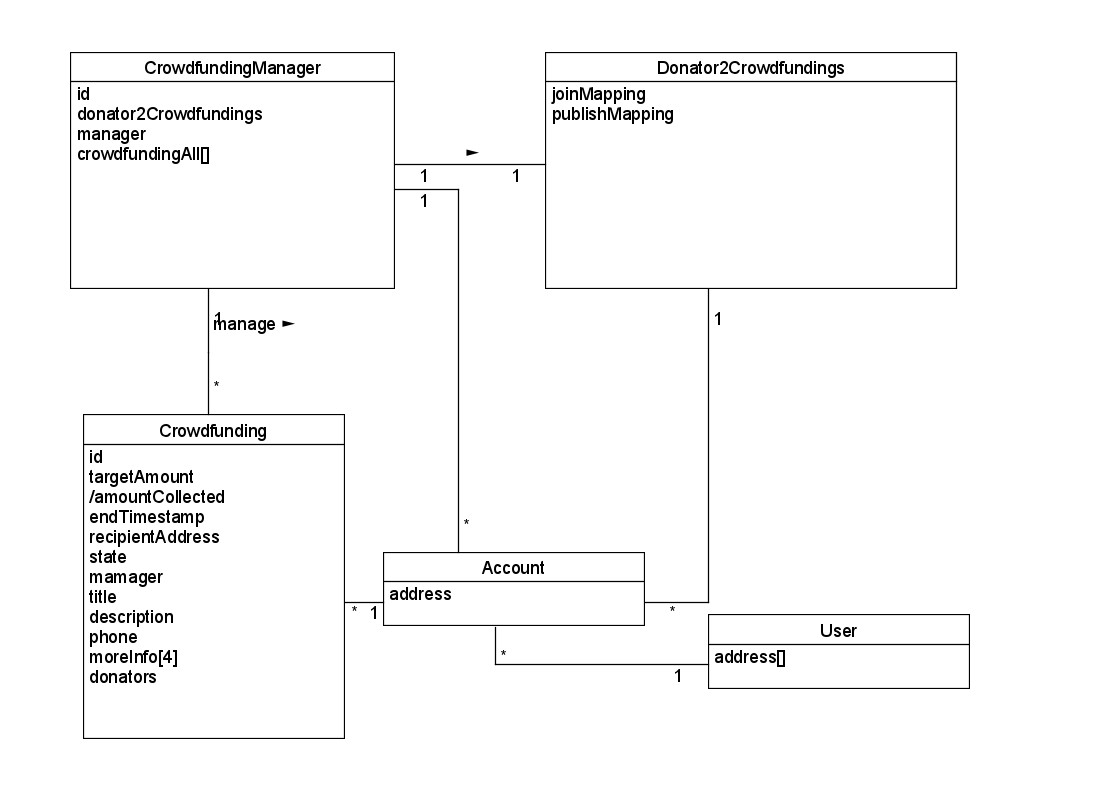 CrowdfundingManager
id
donator2Crowdfundings
manager
crowdfundingAll[]
Donator2Crowdfundings
joinMapping
publishMapping
►
1
1
1
1
1
manage ►
*
Crowdfunding
id
targetAmount
/amountCollected
endTimestamp
recipientAddress
state
mamager
title
description
phone
moreInfo[4]
donators
*
Account
address
*
1
*
User
address[]
*
1